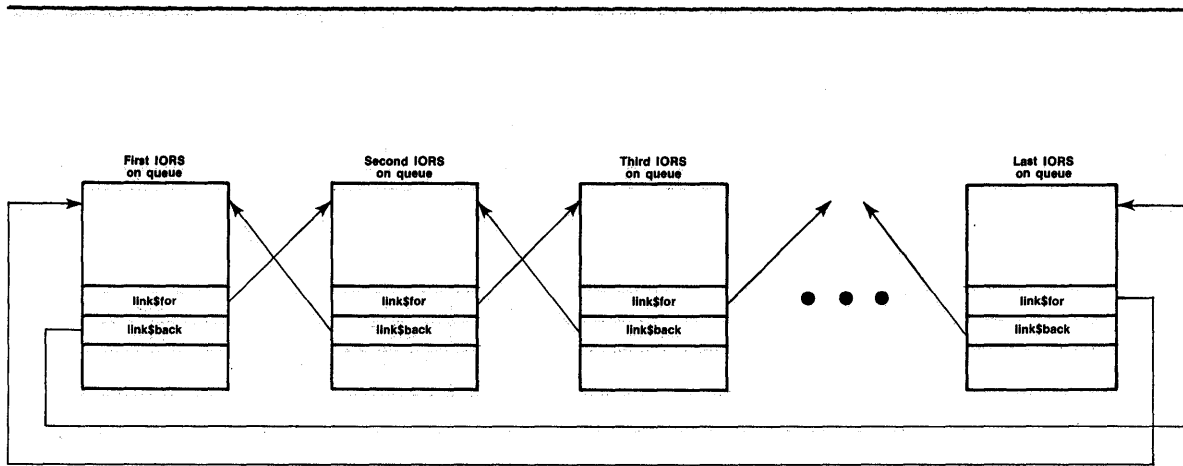 First IORS
on queue
Second IORS
on queue
Third IORS
on queue
Last IORS
on queue
link$for
link$for
link$for
link$for
link$back
link$back
link$back
link$back